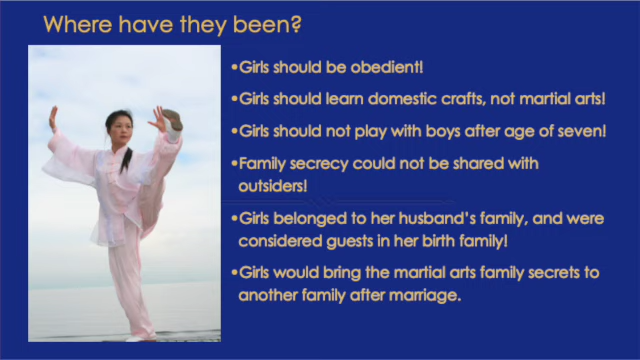 Where have they been?
•Girls should be obedient!
•Girls should learn domestic crafts, not martial arts!
•Girls should not play with boys after age of seven!
•Family secrecy could not be shared with
outsiders!
•Girls belonged to her husband's family, and were
considered guests in her birth family!
•Girls would bring the martial arts family secrets to
another family after marriage.